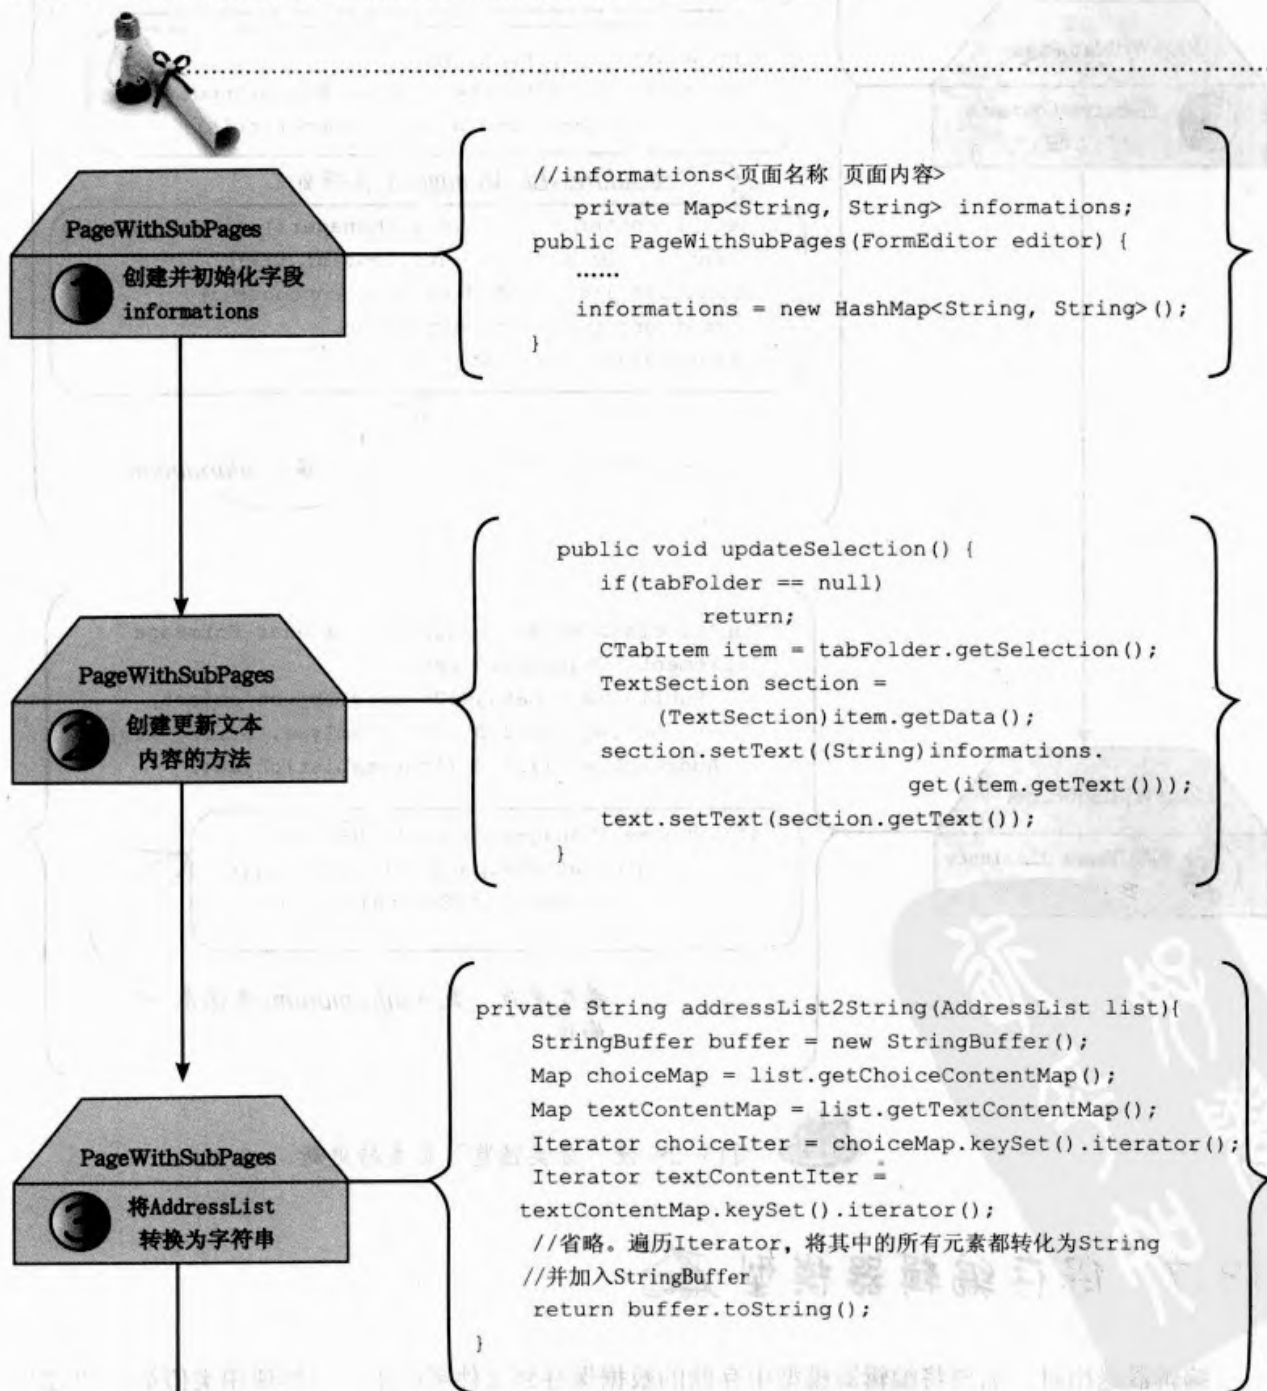 PageWithSubPages
1 创建并初始化字段
informations
//informations<页面名称 页面内容>
private Map<String, String> informations;
public PageWithSubPages(FormEditor editor) {
……
informations = new HashMap<String, String>();
}
PageWithSubPages
2 创建更新文本
内容的方法
public void updateSelection() {
if(tabFolder == null)
return;
CTabItem item = tabFolder.getSelection();
TextSection section =
(TextSection)item.getData();
section.setText((String)informations.
get(item.getText()));
text.setText(section.getText());
}
PageWithSubPages
3 将AddressList
转换为字符串
private String addressList2String(AddressList list){
StringBuffer buffer = new StringBuffer();
Map choiceMap = list.getChoiceContentMap();
Map textContentMap = list.getTextContentMap();
Iterator choiceIter = choiceMap.keySet().iterator();
Iterator textContentIter =
textContentMap.keySet().iterator();
//省略。遍历Iterator，将其中的所有元素都转化为String
//并加入StringBuffer
return buffer.toString();
}